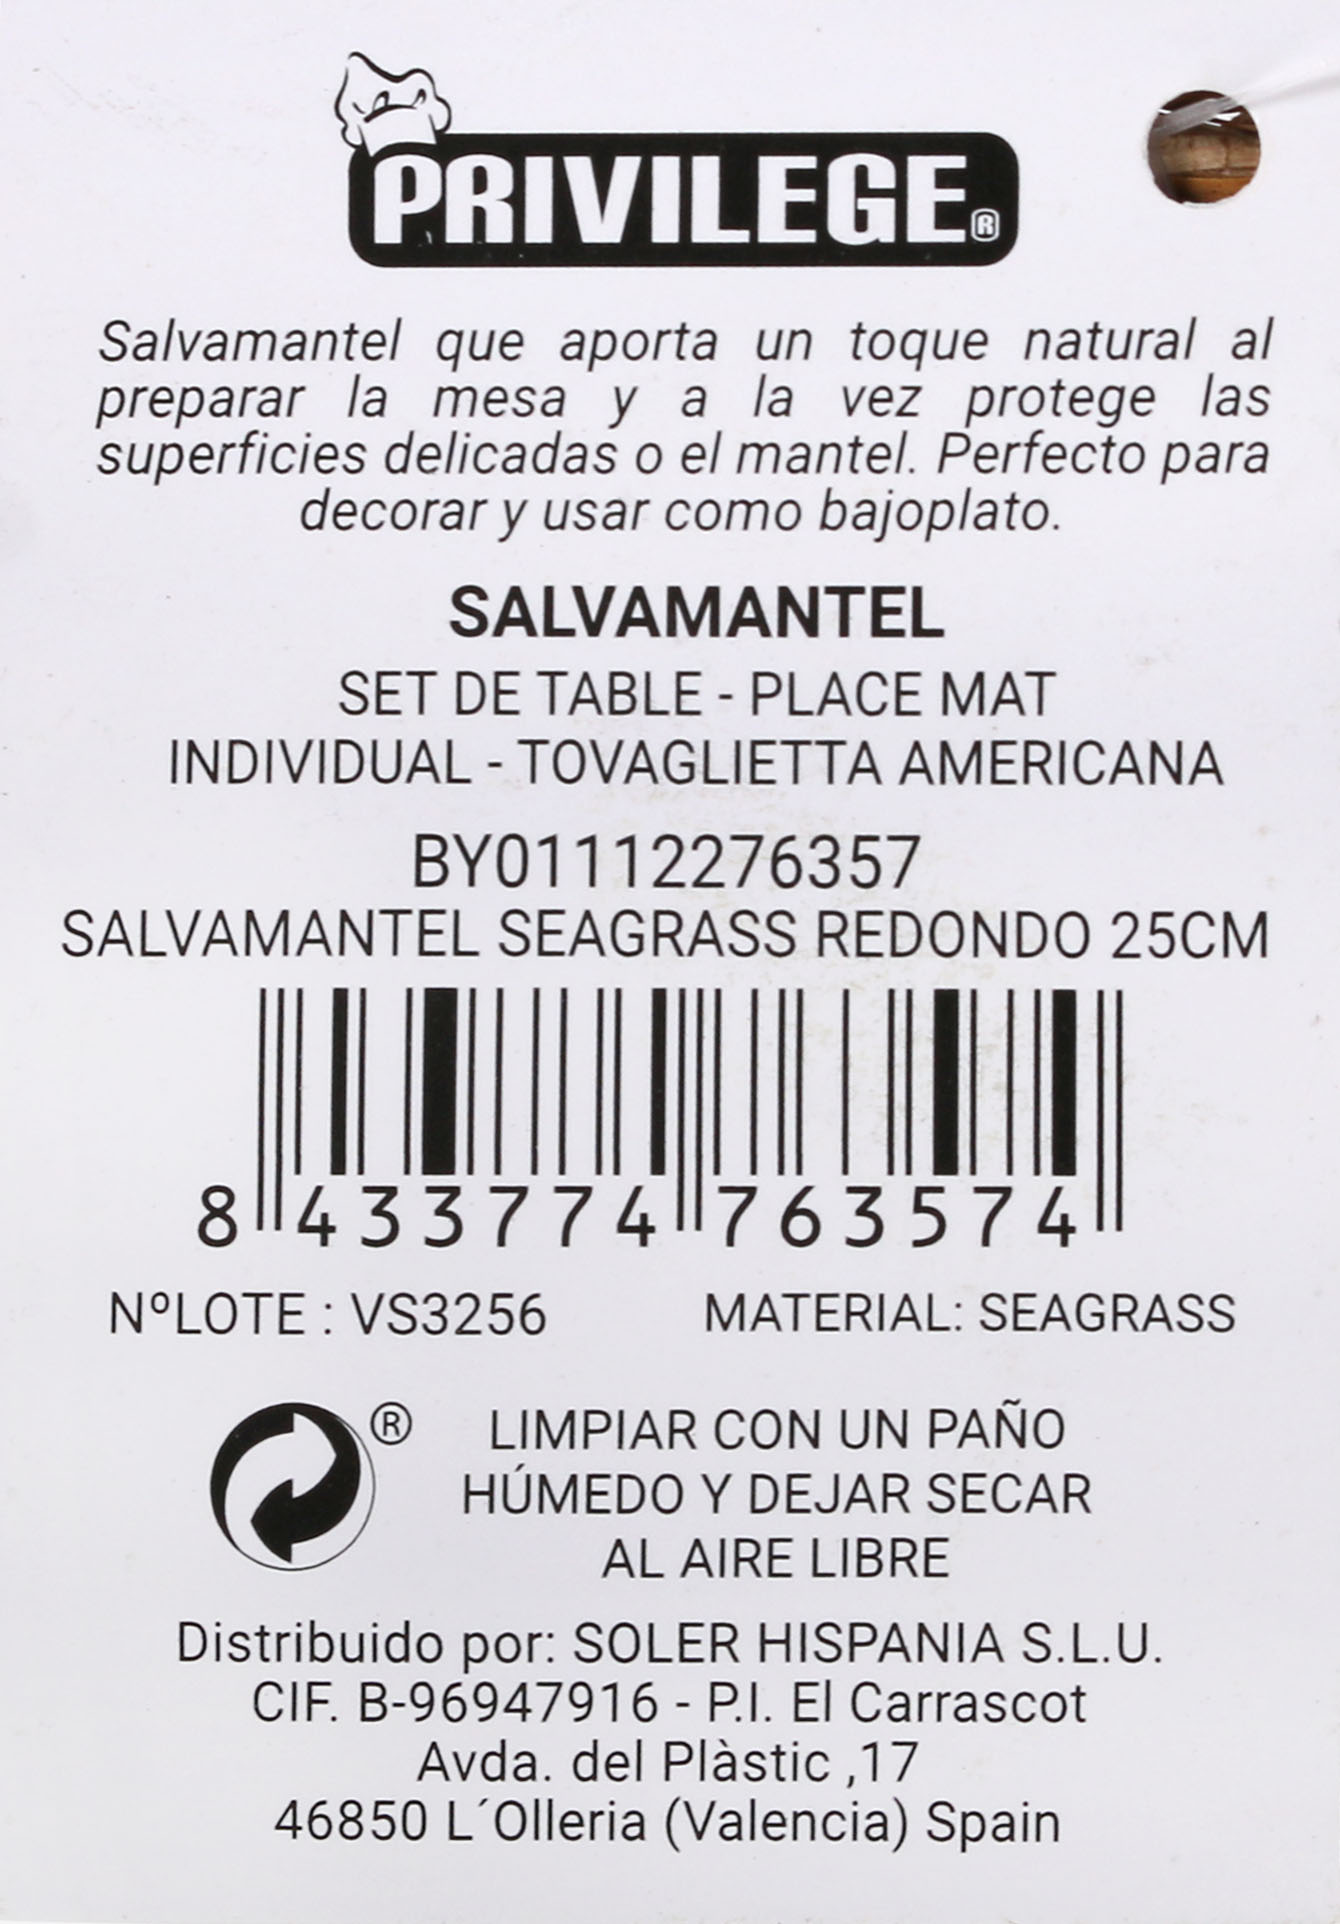 PRIVILEGE®
Salvamantel que aporta un toque natural al
preparar la mesa y a la vez protege las
superficies delicadas o el mantel. Perfecto para
decorar y usar como bajoplato.
SALVAMANTEL
SET DE TABLE - PLACE MAT
INDIVIDUAL - TOVAGLIETTA AMERICANA
BY01112276357
SALVAMANTEL SEAGRASS REDONDO 25CM
8 433774 763574
NºLOTE : VS3256 MATERIAL: SEAGRASS
®
LIMPIAR CON UN PAÑO
HÚMEDO Y DEJAR SECAR
AL AIRE LIBRE
Distribuido por: SOLER HISPANIA S.L.U.
CIF. B-96947916 - P.I. El Carrascot
Avda. del Plàstic ,17
46850 L´Olleria (Valencia) Spain